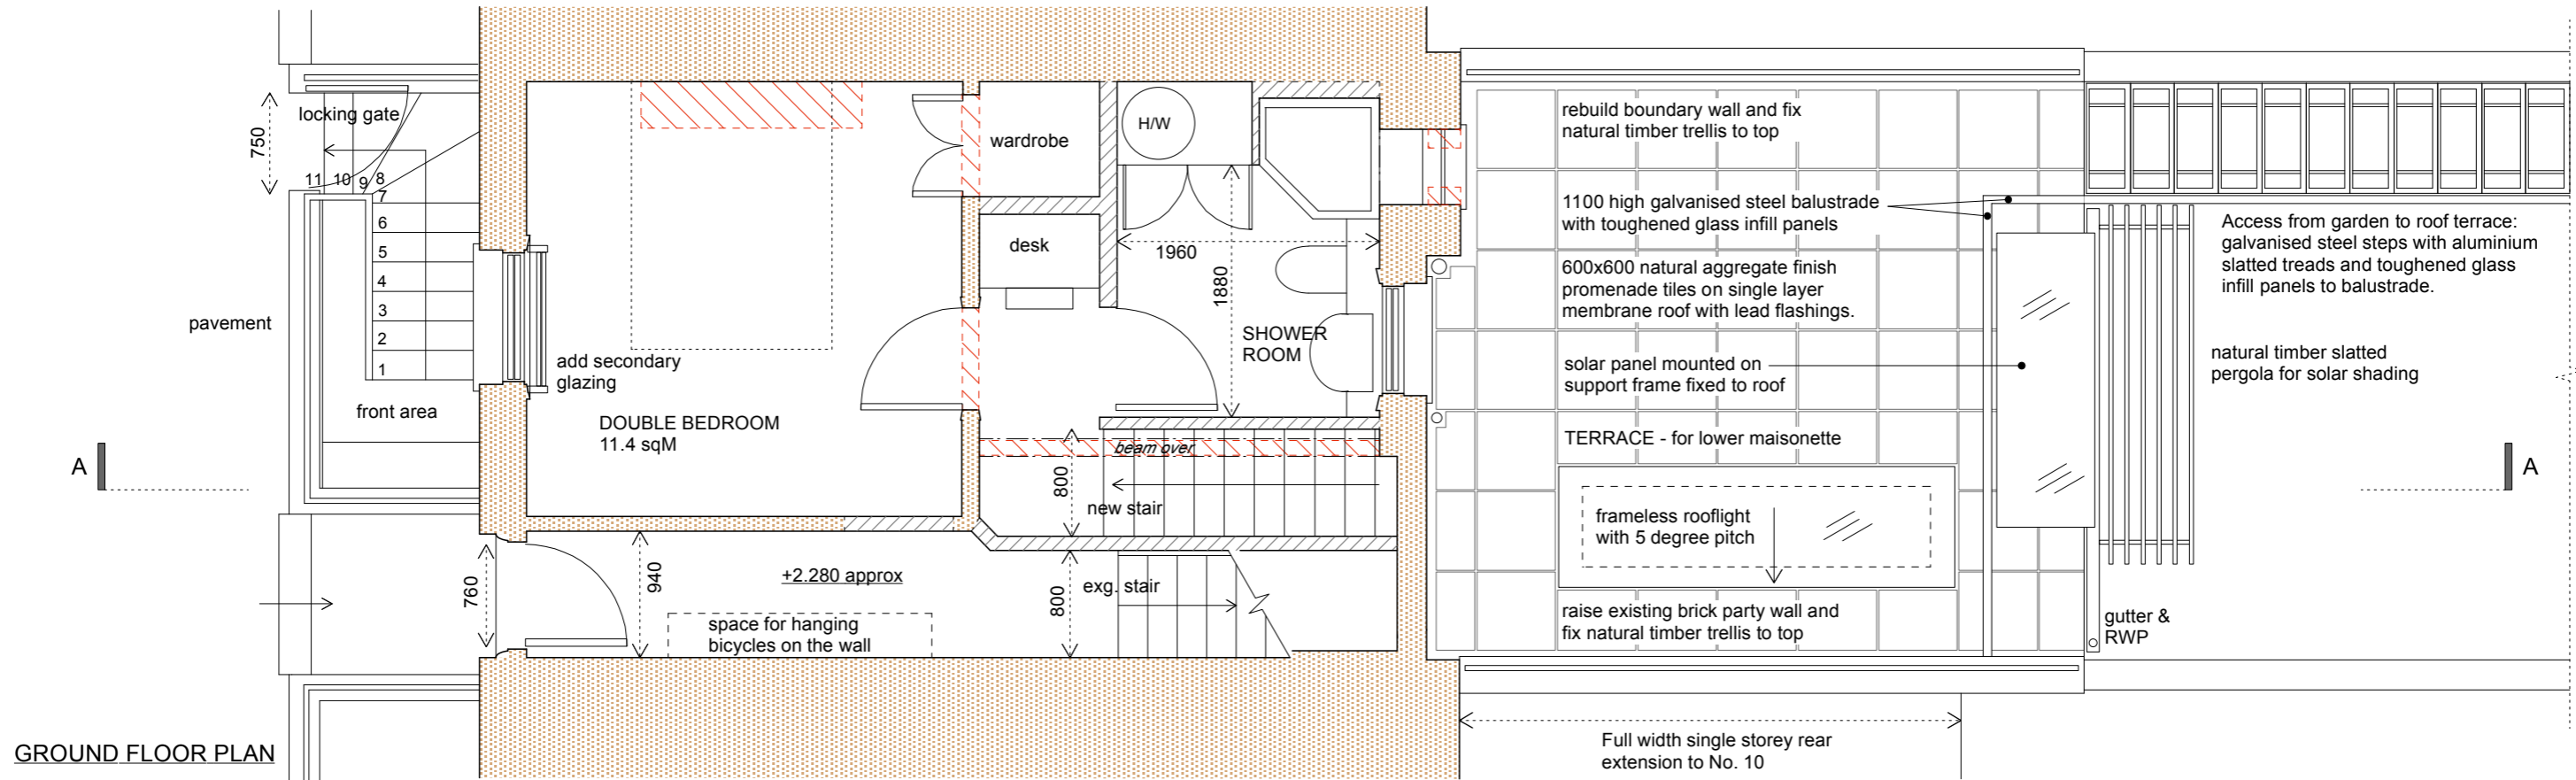 locking gate
750
11 10 9 8
7
6
5
4
3
2
1
pavement
front area
add secondary
glazing
DOUBLE BEDROOM
11.4 sqM
wardrobe
desk
H/W
1960
1880
SHOWER
ROOM
beam over
800
new stair
A
760
940
+2.280 approx
space for hanging
bicycles on the wall
800
exg. stair
rebuild boundary wall and fix
natural timber trellis to top
1100 high galvanised steel balustrade
with toughened glass infill panels
600x600 natural aggregate finish
promenade tiles on single layer
membrane roof with lead flashings.
solar panel mounted on
support frame fixed to roof
TERRACE - for lower maisonette
frameless rooflight
with 5 degree pitch
raise existing brick party wall and
fix natural timber trellis to top
Access from garden to roof terrace:
galvanised steel steps with aluminium
slatted treads and toughened glass
infill panels to balustrade.
natural timber slatted
pergola for solar shading
A
gutter &
RWP
Full width single storey rear
extension to No. 10
GROUND FLOOR PLAN